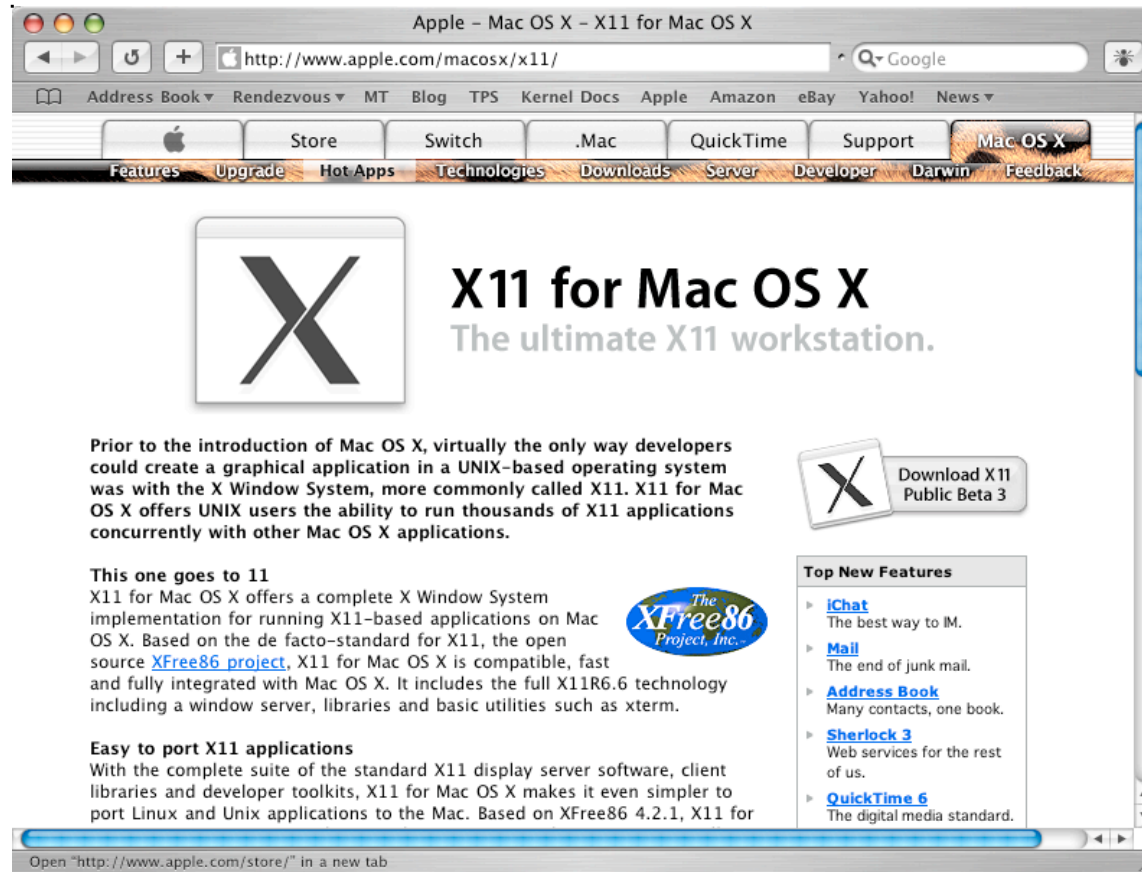 Apple – Mac OS X – X11 for Mac OS X
http://www.apple.com/macosx/x11/
Q Google
Address Book Rendezvous MT Blog TPS Kernel Docs Apple Amazon eBay Yahoo! News
Store Switch .Mac QuickTime Support Mac OS X
Features Upgrade Hot Apps Technologies Downloads Server Developer Darwin Feedback
X11 for Mac OS X
The ultimate X11 workstation.
Prior to the introduction of Mac OS X, virtually the only way developers
could create a graphical application in a UNIX–based operating system
was with the X Window System, more commonly called X11. X11 for Mac
OS X offers UNIX users the ability to run thousands of X11 applications
concurrently with other Mac OS X applications.
This one goes to 11
X11 for Mac OS X offers a complete X Window System
implementation for running X11–based applications on Mac
OS X. Based on the de facto–standard for X11, the open
source XFree86 project, X11 for Mac OS X is compatible, fast
and fully integrated with Mac OS X. It includes the full X11R6.6 technology
including a window server, libraries and basic utilities such as xterm.
The
XFree86
Project, Inc.
Easy to port X11 applications
With the complete suite of the standard X11 display server software, client
libraries and developer toolkits, X11 for Mac OS X makes it even simpler to
port Linux and Unix applications to the Mac. Based on XFree86 4.2.1, X11 for
Download X11
Public Beta 3
Top New Features
iChat
The best way to IM.
Mail
The end of junk mail.
Address Book
Many contacts, one book.
Sherlock 3
Web services for the rest
of us.
QuickTime 6
The digital media standard.
Open "http://www.apple.com/store/" in a new tab